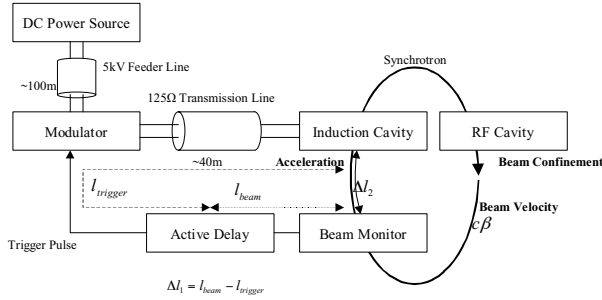 DC Power Source
5kV Feeder Line
~100m
Synchrotron
125Ω Transmission Line
Modulator
Induction Cavity
RF Cavity
~40m
Acceleration
Beam Confinement
l_trigger
l_beam
Δl_2
Beam Velocity
cβ
Trigger Pulse
Active Delay
Beam Monitor
Δl_1 = l_beam − l_trigger